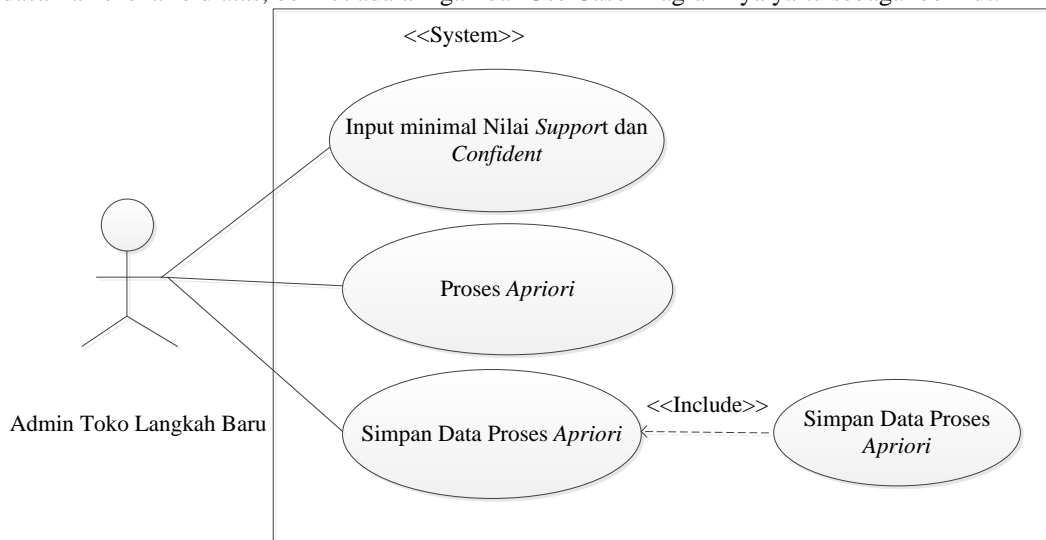 <<System>>
Input minimal Nilai Support dan
Confident
Proses Apriori
Admin Toko Langkah Baru
Simpan Data Proses Apriori
<<Include>>
Simpan Data Proses
Apriori